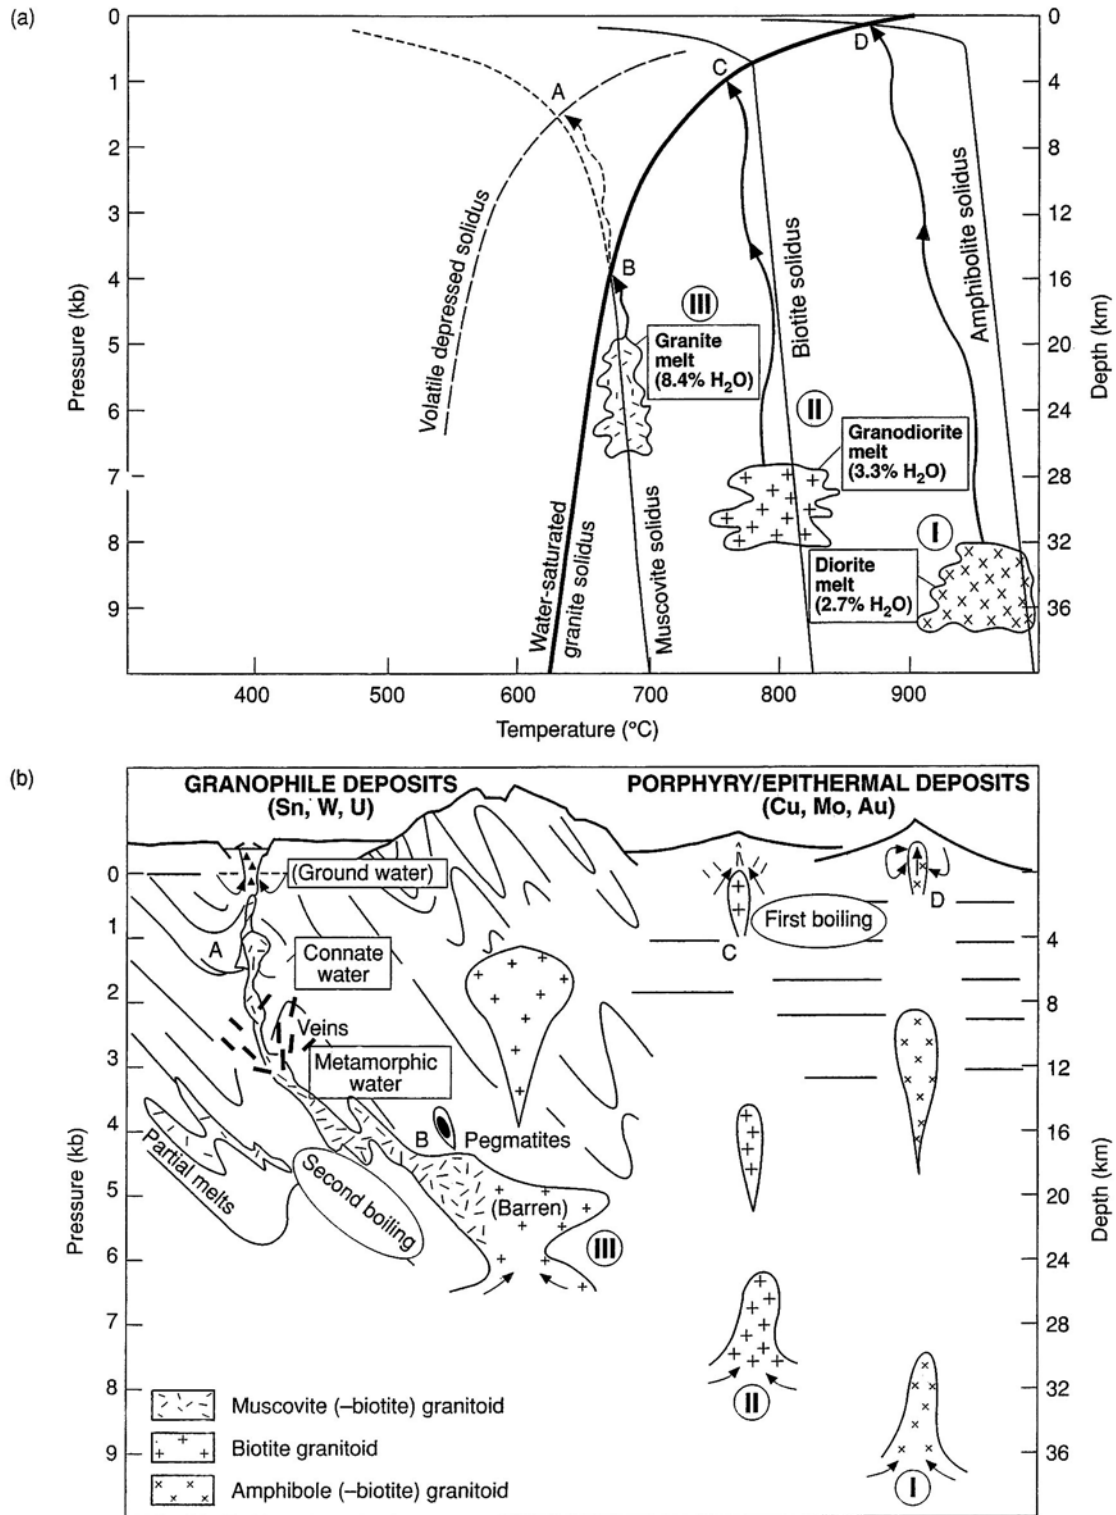 (a)
0
1
2
3
4
5
6
7
8
9
Pressure (kb)
0
4
8
12
16
20
24
28
32
36
Depth (km)
A
B
C
D
Volatile depressed solidus
Water-saturated
granite solidus
Muscovite solidus
Biotite solidus
Amphibolite solidus
III
Granite
melt
(8.4% H₂O)
II
Granodiorite
melt
(3.3% H₂O)
I
Diorite
melt
(2.7% H₂O)
400 500 600 700 800 900
Temperature (°C)
(b)
GRANOPHILE DEPOSITS
(Sn, W, U)
PORPHYRY/EPITHERMAL DEPOSITS
(Cu, Mo, Au)
0
1
2
3
4
5
6
7
8
9
Pressure (kb)
4
8
12
16
20
24
28
32
36
Depth (km)
(Ground water)
A
Connate
water
Veins
Metamorphic
water
B
Pegmatites
Partial melts
Second boiling
(Barren)
III
First boiling
C
D
II
I
Muscovite (–biotite) granitoid
Biotite granitoid
Amphibole (–biotite) granitoid